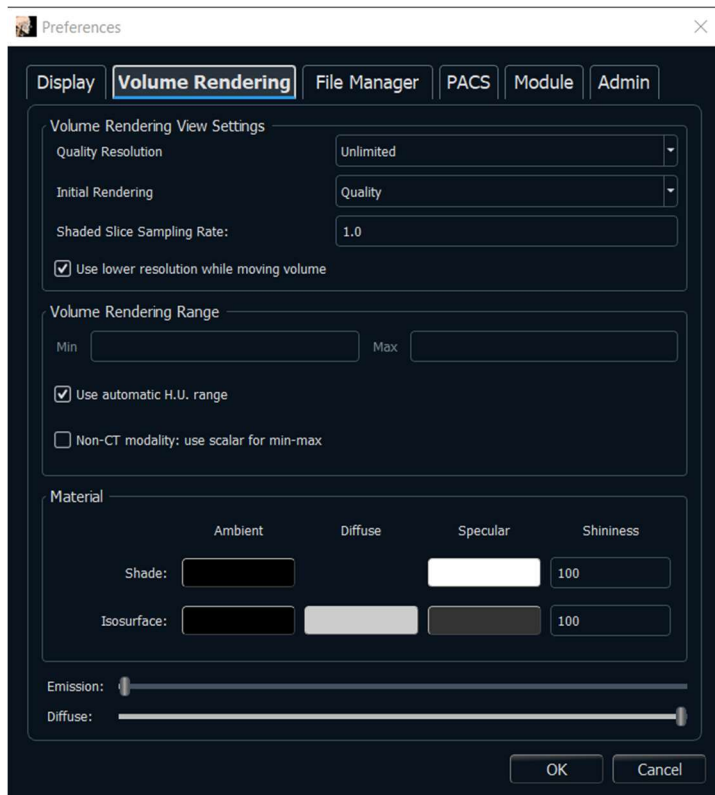 Preferences
Display Volume Rendering File Manager PACS Module Admin
Volume Rendering View Settings
Quality Resolution Unlimited
Initial Rendering Quality
Shaded Slice Sampling Rate: 1.0
Use lower resolution while moving volume
Volume Rendering Range
Min Max
Use automatic H.U. range
Non-CT modality: use scalar for min-max
Material
Ambient Diffuse Specular Shininess
Shade: 100
Isosurface: 100
Emission:
Diffuse:
OK Cancel